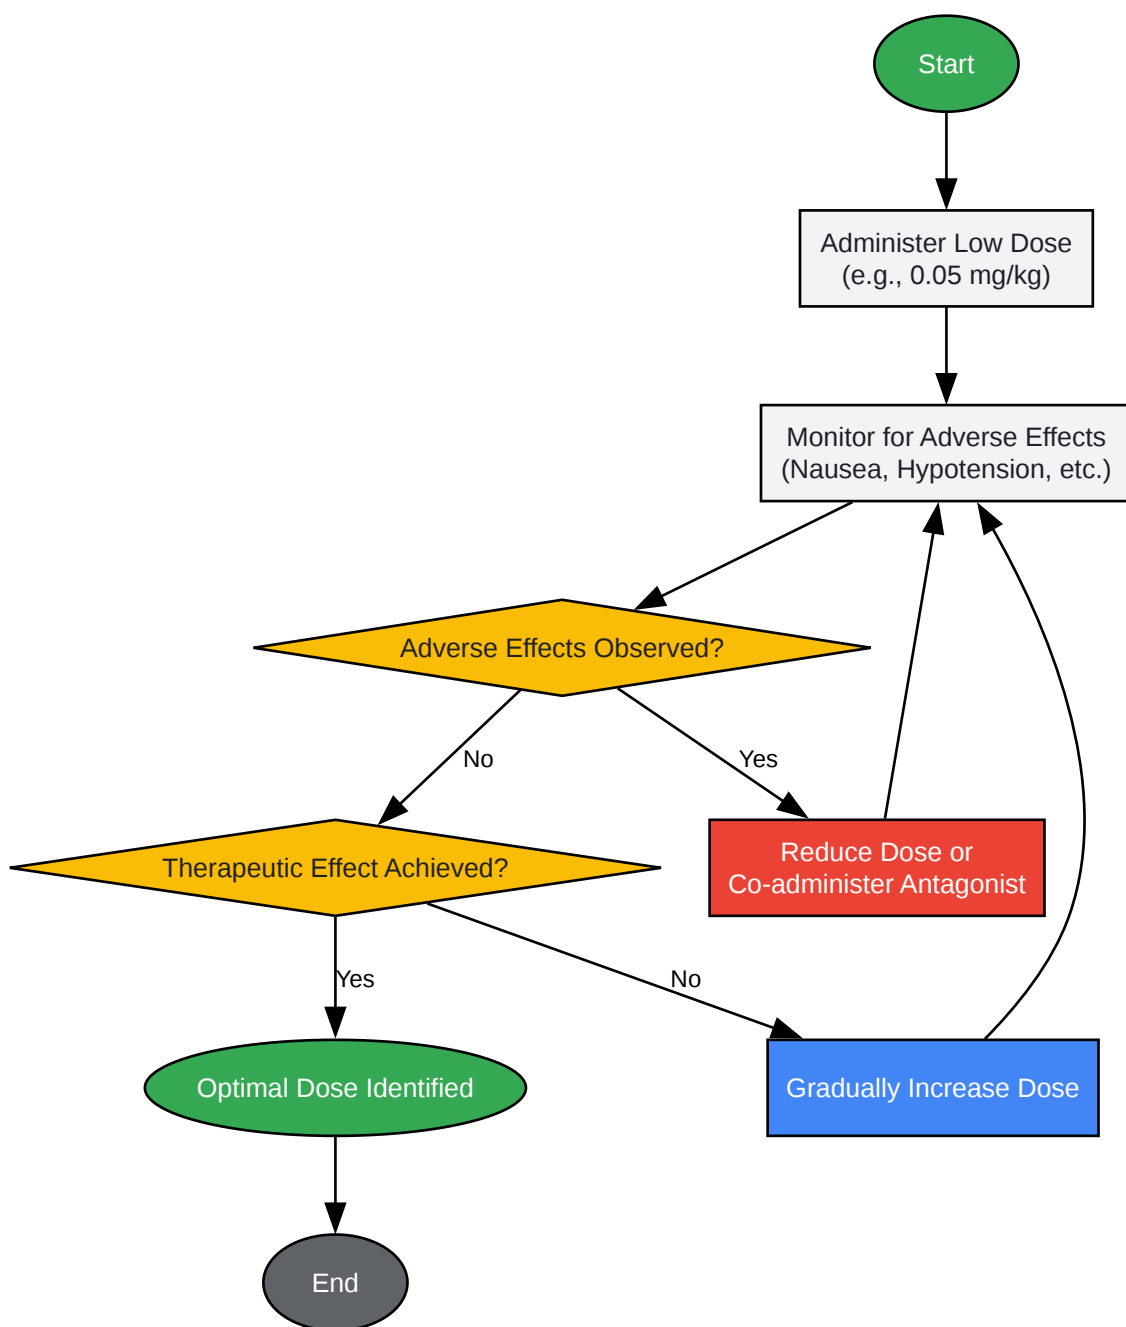 Start
Administer Low Dose
(e.g., 0.05 mg/kg)
Monitor for Adverse Effects
(Nausea, Hypotension, etc.)
Adverse Effects Observed?
No
Yes
Therapeutic Effect Achieved?
Reduce Dose or
Co-administer Antagonist
Yes
No
Optimal Dose Identified
Gradually Increase Dose
End